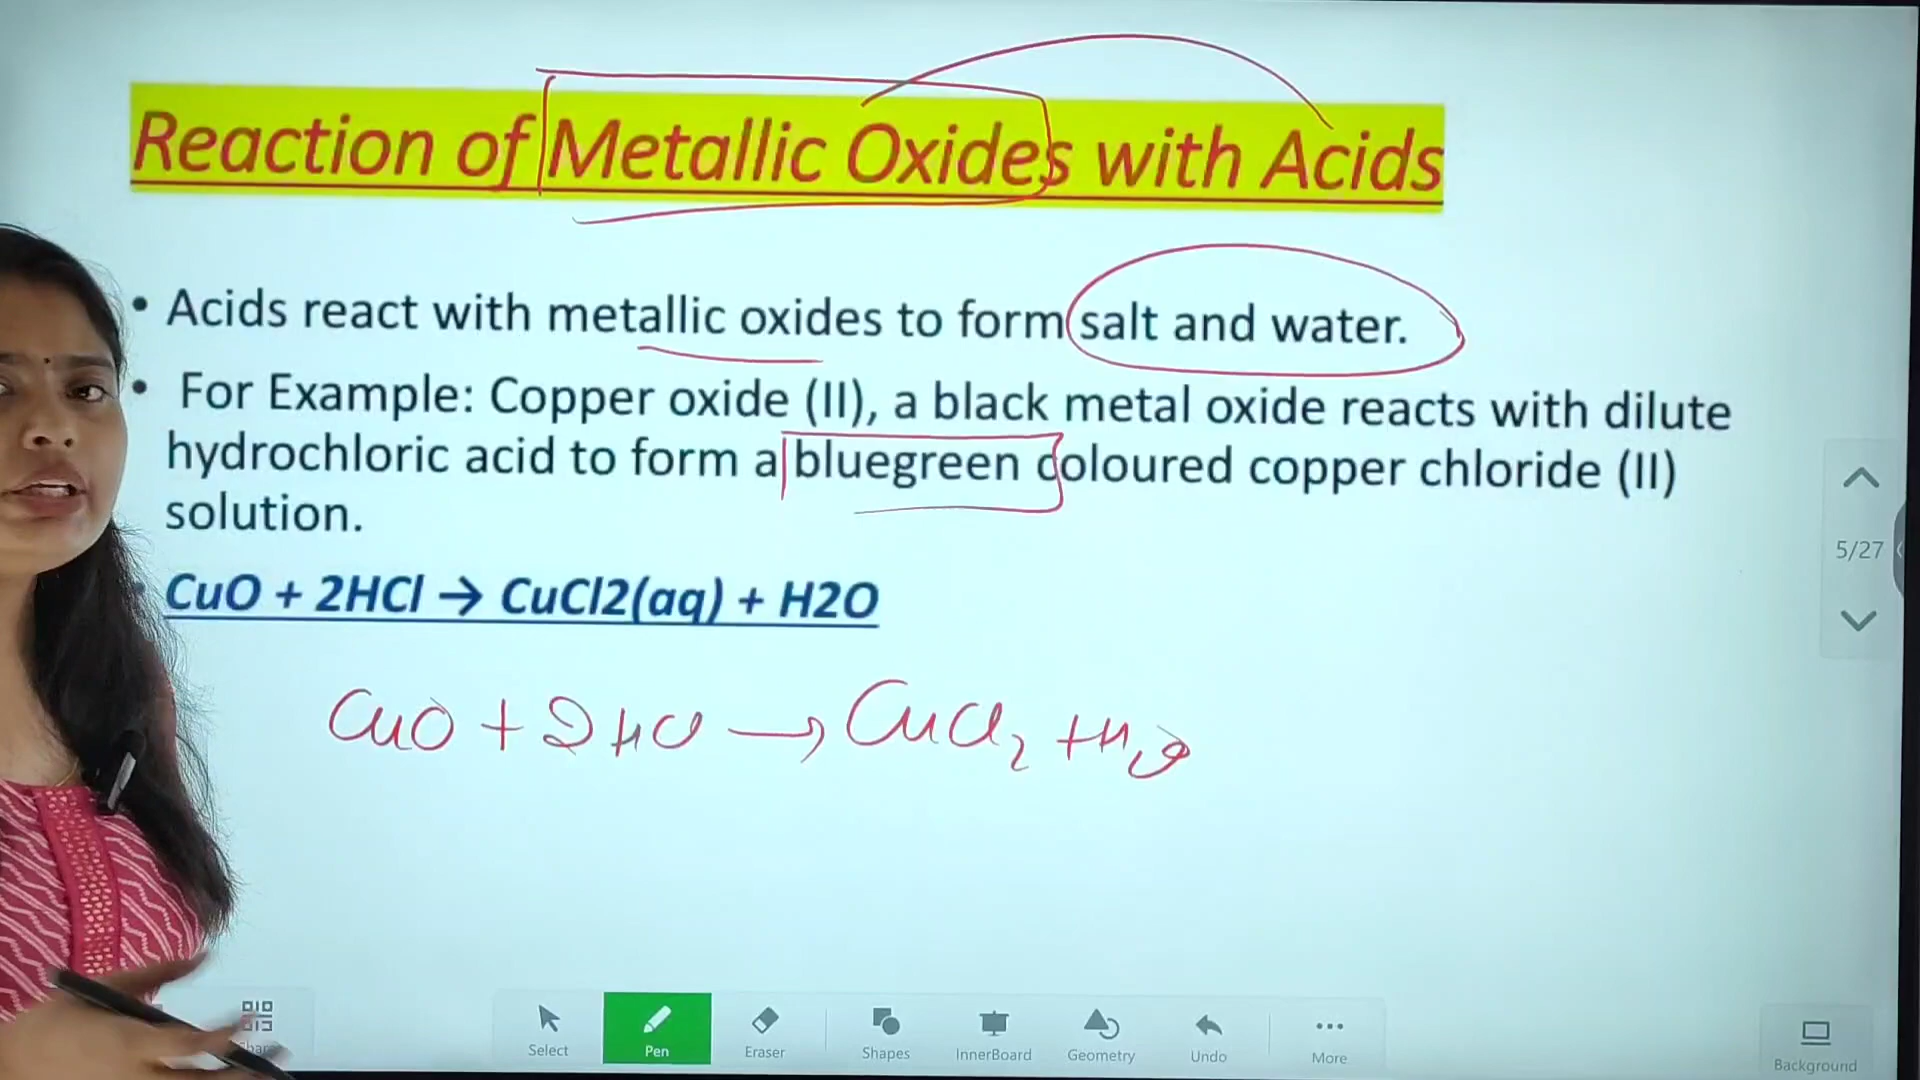 Reaction of Metallic Oxides with Acids
• Acids react with metallic oxides to form salt and water.
• For Example: Copper oxide (II), a black metal oxide reacts with dilute
hydrochloric acid to form a bluegreen coloured copper chloride (II)
solution.
CuO + 2HCl → CuCl2(aq) + H2O
CuO + 2HCl → CuCl₂ + H₂O
5/27
Select
Pen
Eraser
Shapes
InnerBoard
Geometry
Undo
More
Background